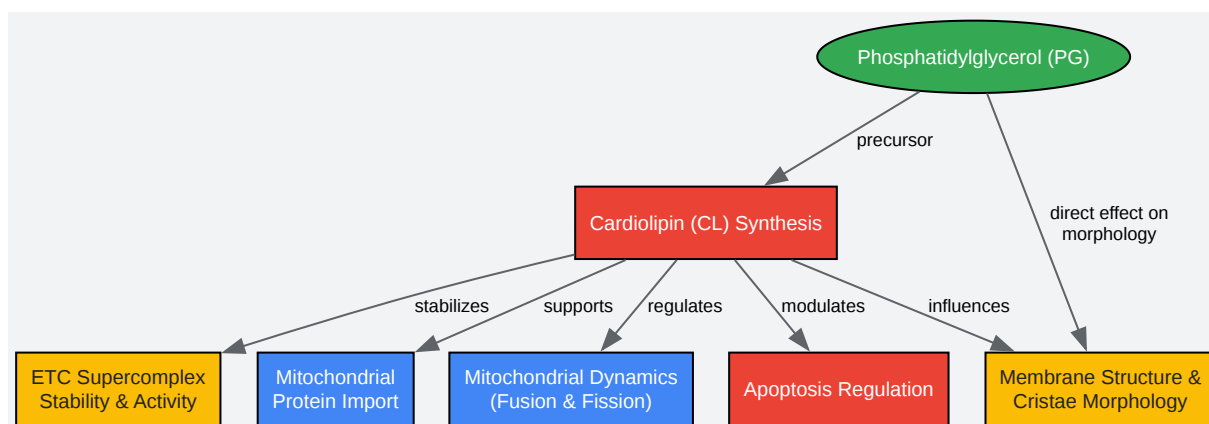 Phosphatidylglycerol (PG)
precursor
direct effect on
morphology
Cardiolipin (CL) Synthesis
stabilizes
supports
regulates
modulates
influences
ETC Supercomplex
Stability & Activity
Mitochondrial
Protein Import
Mitochondrial Dynamics
(Fusion & Fission)
Apoptosis Regulation
Membrane Structure &
Cristae Morphology